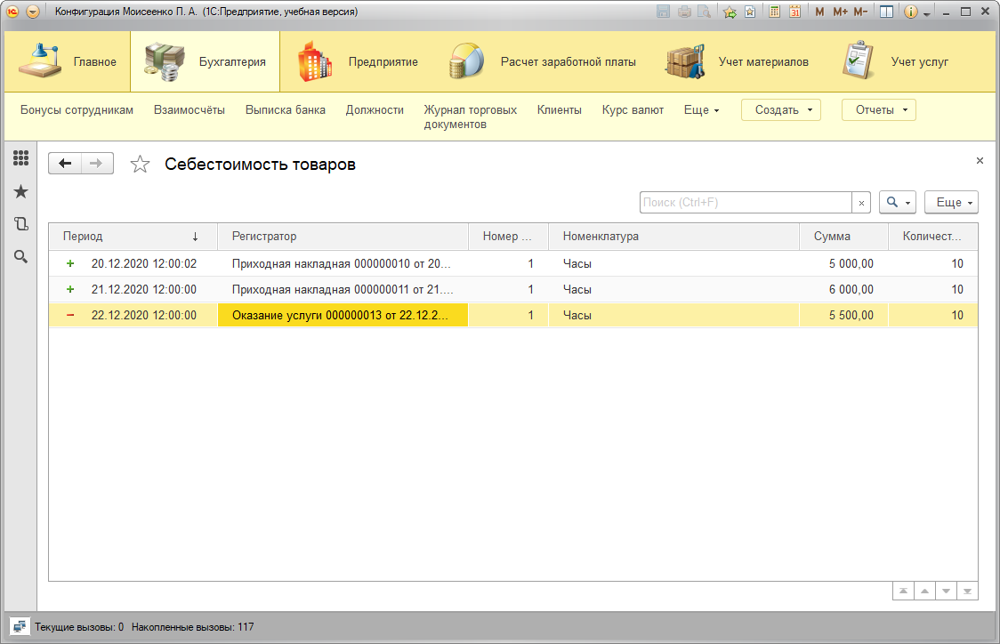 Конфигурация Моисеенко П. А. (1С:Предприятие, учебная версия)
31
M M+ M-
Главное
Бухгалтерия
Предприятие
Расчет заработной платы
Учет материалов
Учет услуг
Бонусы сотрудникам
Взаимосчёты
Выписка банка
Должности
Журнал торговых
документов
Клиенты
Курс валют
Еще
Создать
Отчеты
Себестоимость товаров
Поиск (Ctrl+F)
Еще
Период Регистратор Номер ... Номенклатура Сумма Количест...
20.12.2020 12:00:02 Приходная накладная 000000010 от 20... 1 Часы 5 000,00 10
21.12.2020 12:00:00 Приходная накладная 000000011 от 21.... 1 Часы 6 000,00 10
22.12.2020 12:00:00 Оказание услуги 000000013 от 22.12.2... 1 Часы 5 500,00 10
Текущие вызовы: 0 Накопленные вызовы: 117